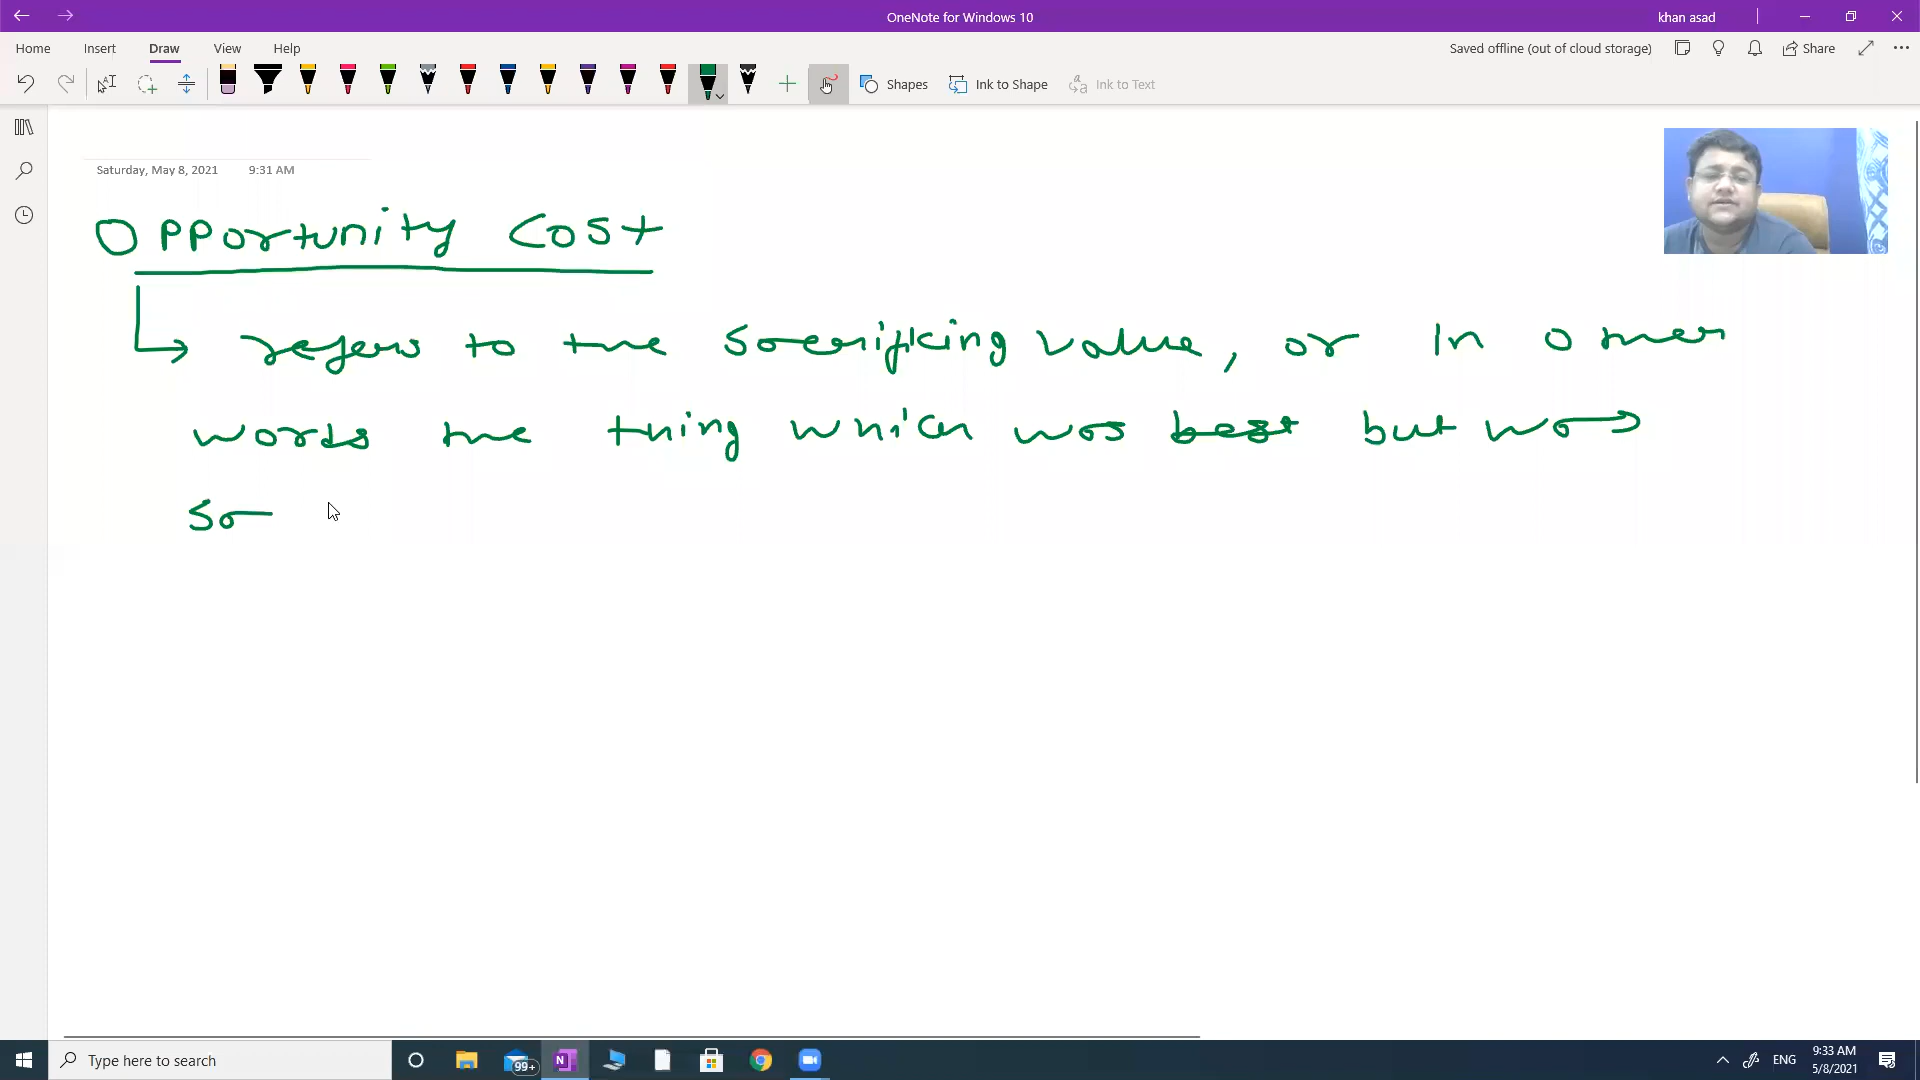 OneNote for Windows 10
khan asad
Home Insert Draw View Help
Saved offline (out of cloud storage)
Share
Shapes
Ink to Shape
Ink to Text
Saturday, May 8, 2021 9:31 AM
Opportunity Cost
refers to the value, or in other
words the thing which was best but was
Type here to search
99+
ENG
9:33 AM
5/8/2021